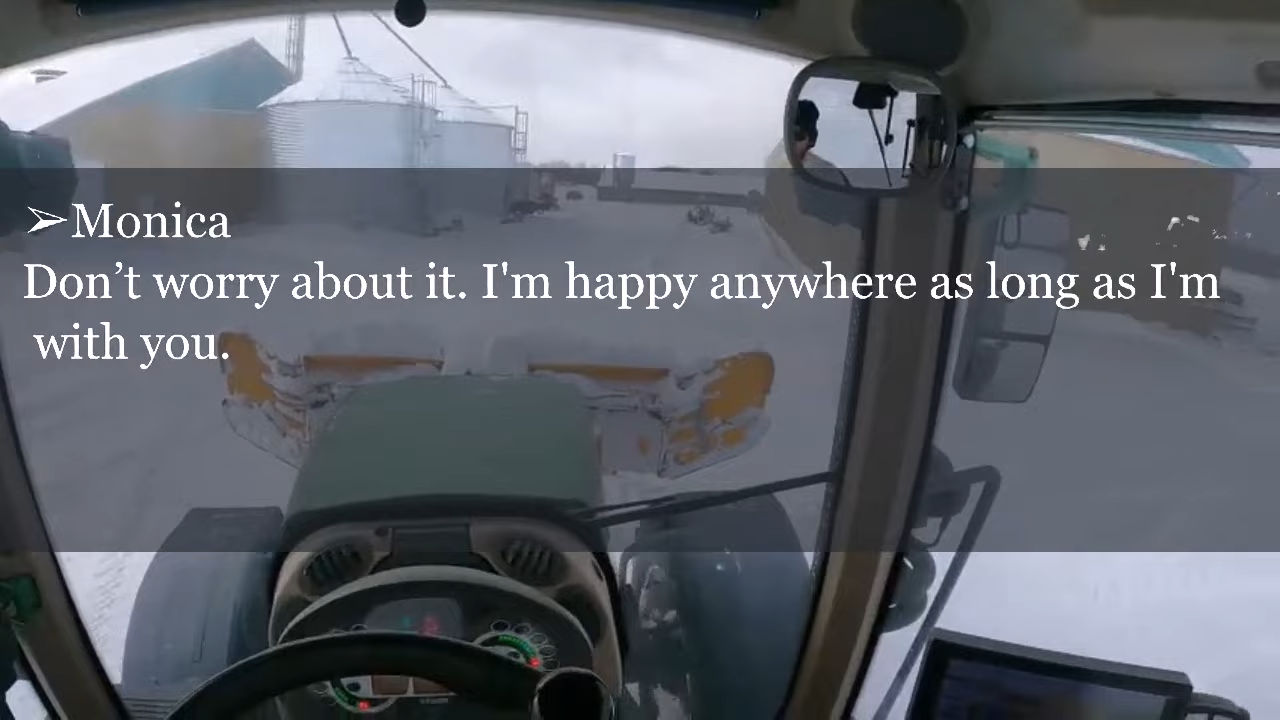 ➢Monica
Don’t worry about it. I'm happy anywhere as long as I'm
with you.